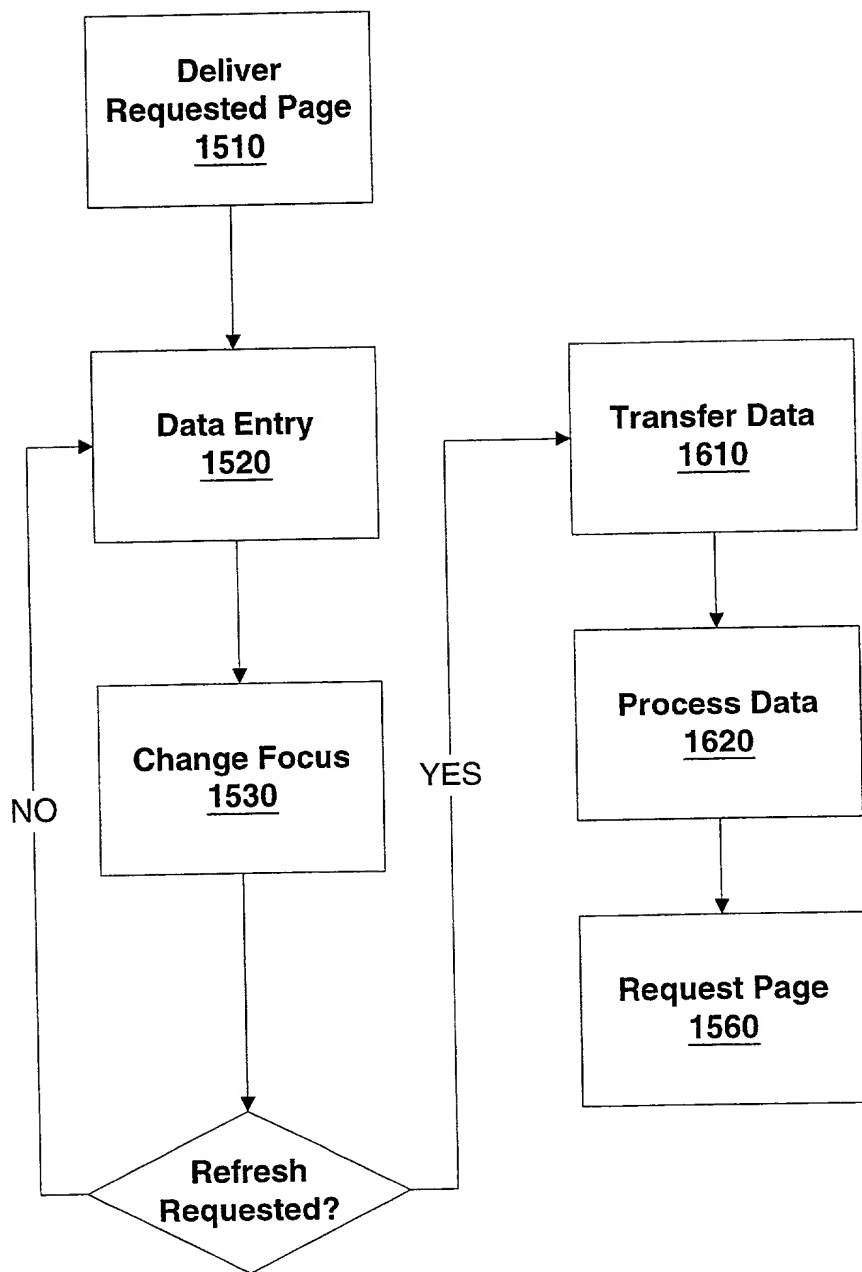 Deliver
Requested Page
1510
Data Entry
1520
Change Focus
1530
NO
Refresh
Requested?
YES
Transfer Data
1610
Process Data
1620
Request Page
1560